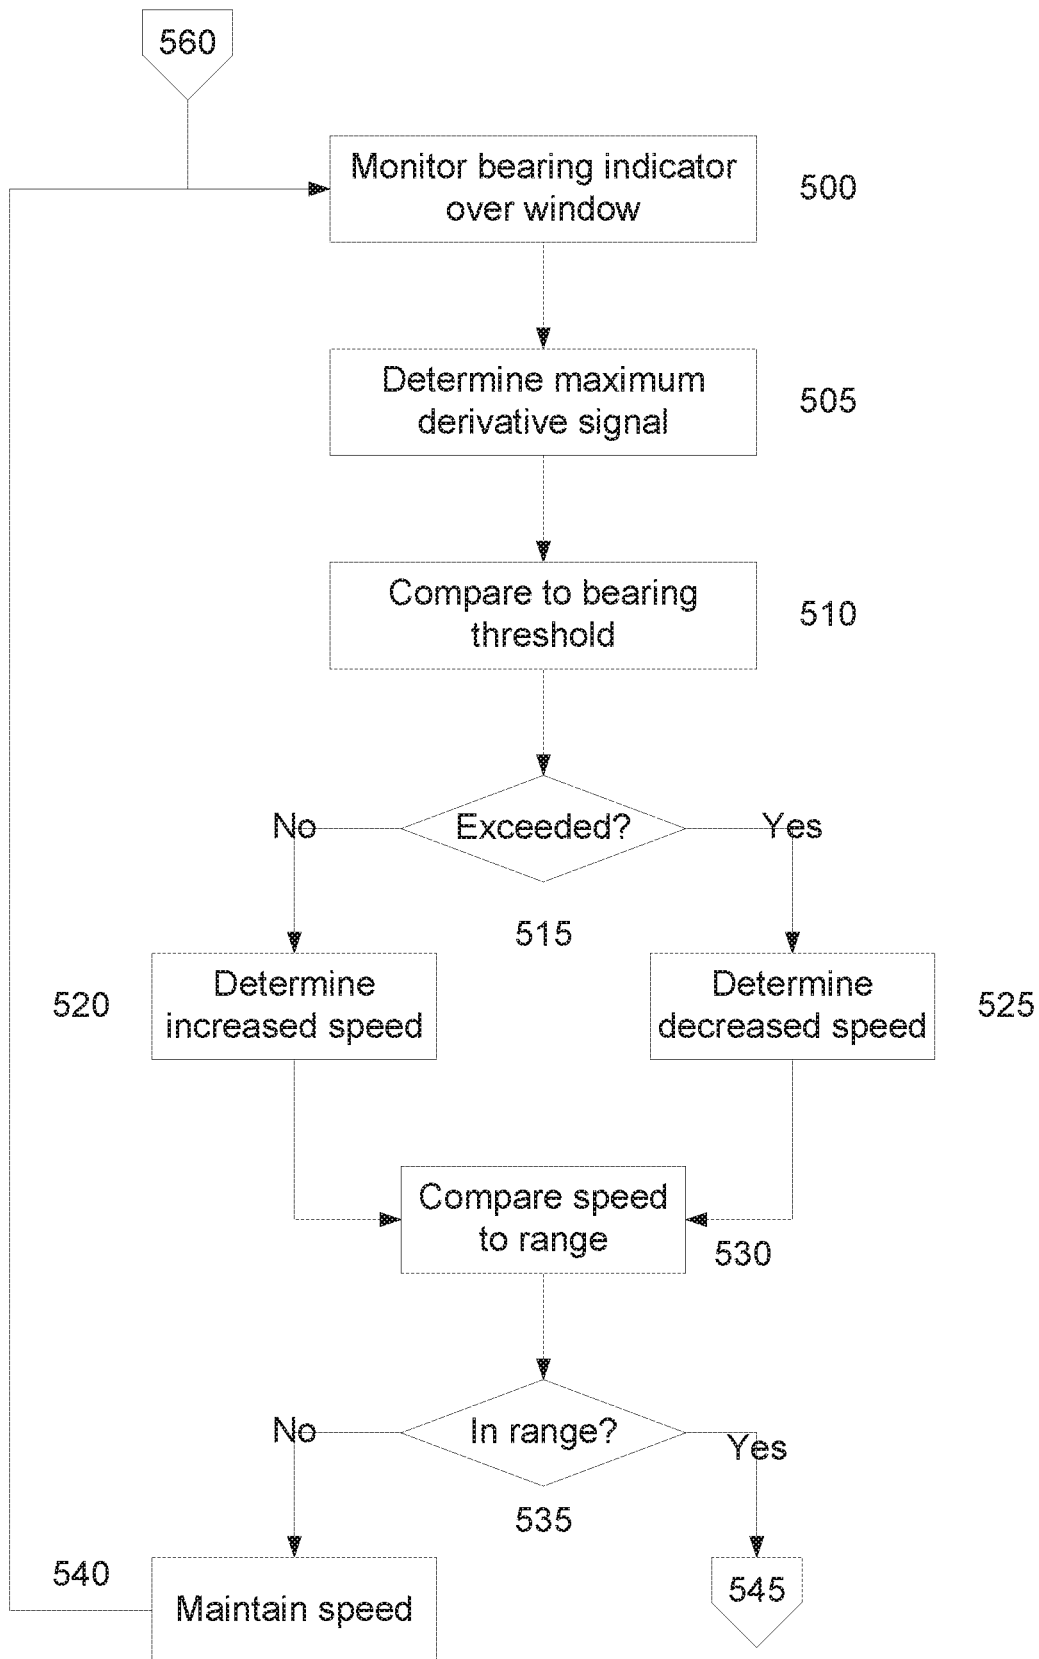 560
Monitor bearing indicator
over window
500
Determine maximum
derivative signal
505
Compare to bearing
threshold
510
No
Exceeded?
Yes
515
520
Determine
increased speed
Determine
decreased speed
525
Compare speed
to range
530
No
In range?
Yes
535
540
Maintain speed
545